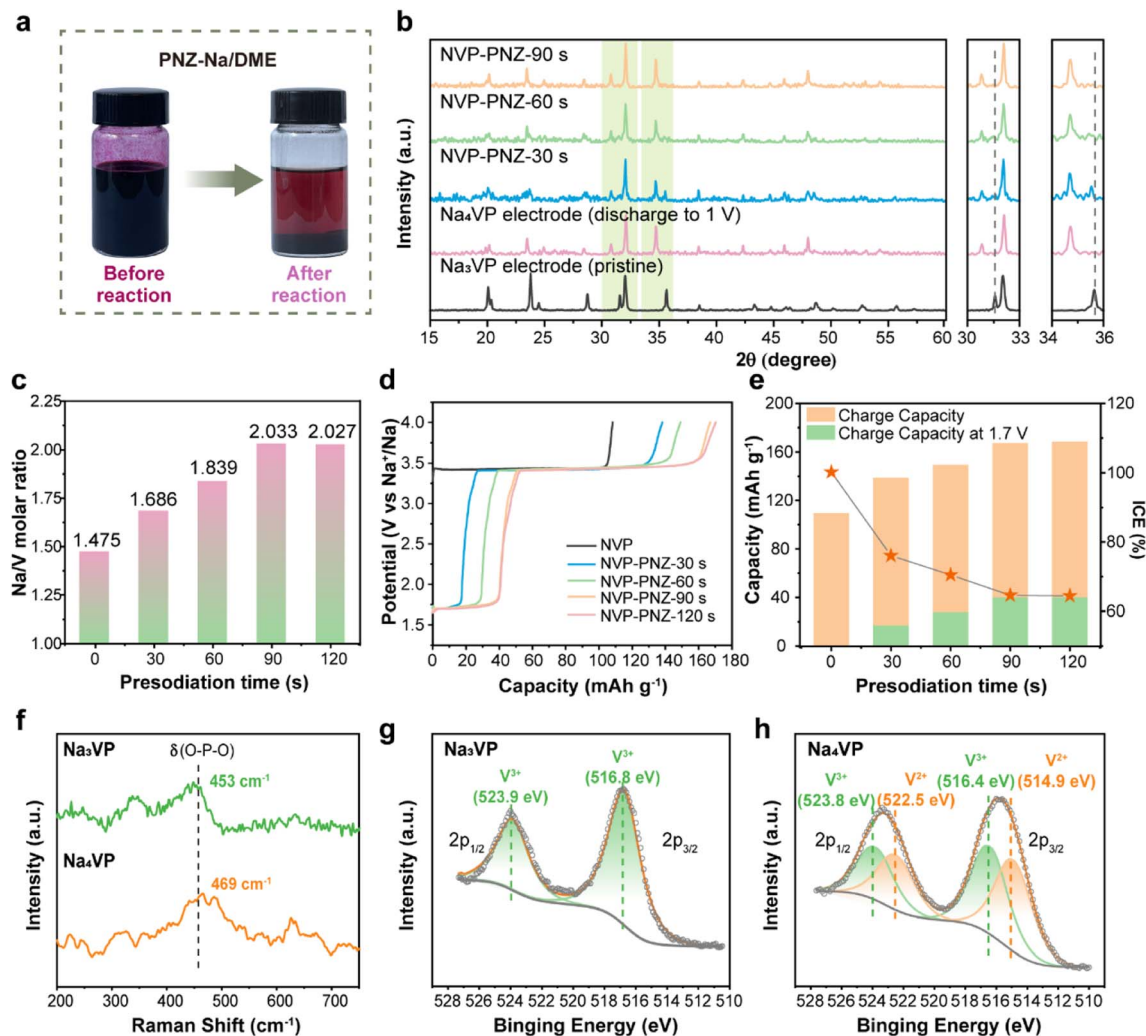 a
PNZ-Na/DME
Before
reaction
After
reaction
b
Intensity (a.u.)
NVP-PNZ-90 s
NVP-PNZ-60 s
NVP-PNZ-30 s
Na₄VP electrode (discharge to 1 V)
Na₃VP electrode (pristine)
15 20 25 30 35 40 45 50 55 60
30 31 33
34 36
2θ (degree)
c
Na/V molar ratio
2.25
2.00
1.75
1.50
1.25
1.00
1.475
1.686
1.839
2.033
2.027
0 30 60 90 120
Presodiation time (s)
d
Potential (V vs Na⁺/Na)
4.0
3.5
3.0
2.5
2.0
1.5
NVP
NVP-PNZ-30 s
NVP-PNZ-60 s
NVP-PNZ-90 s
NVP-PNZ-120 s
0 20 40 60 80 100 120 140 160 180
Capacity (mAh g⁻¹)
e
Capacity (mAh g⁻¹)
200
160
120
80
40
0
Charge Capacity
Charge Capacity at 1.7 V
120
100
80
60
ICE (%)
0 30 60 90 120
Presodiation time (s)
f
Intensity (a.u.)
Na₃VP
δ(O-P-O)
453 cm⁻¹
Na₄VP
469 cm⁻¹
200 300 400 500 600 700
Raman Shift (cm⁻¹)
g
Intensity (a.u.)
Na₃VP
V³⁺
(523.9 eV)
V³⁺
(516.8 eV)
2p₁/₂
2p₃/₂
528 526 524 522 520 518 516 514 512 510
Binging Energy (eV)
h
Intensity (a.u.)
Na₄VP
V³⁺
(523.8 eV)
V²⁺
(522.5 eV)
V³⁺
(516.4 eV)
V²⁺
(514.9 eV)
2p₁/₂
2p₃/₂
528 526 524 522 520 518 516 514 512 510
Binging Energy (eV)